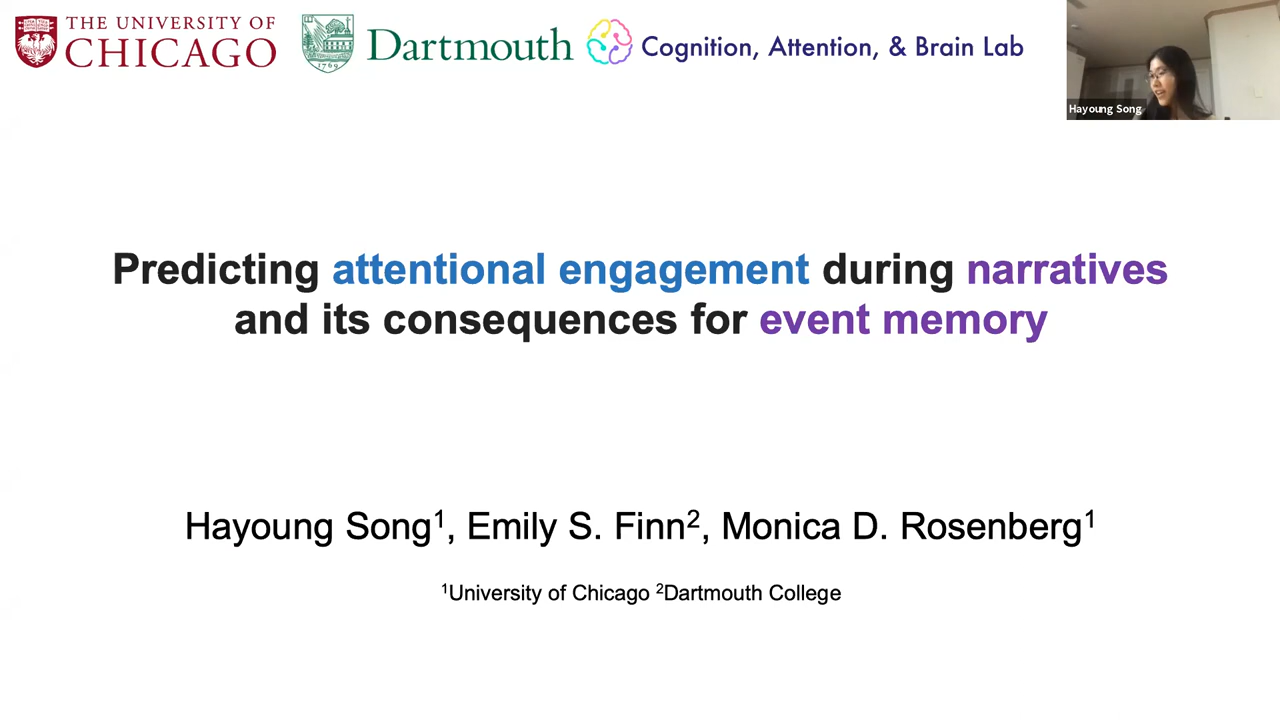 THE UNIVERSITY OF
CHICAGO
Dartmouth
1769
Cognition, Attention, & Brain Lab
Hayoung Song
Predicting attentional engagement during narratives
and its consequences for event memory
Hayoung Song¹, Emily S. Finn², Monica D. Rosenberg¹
¹University of Chicago ²Dartmouth College